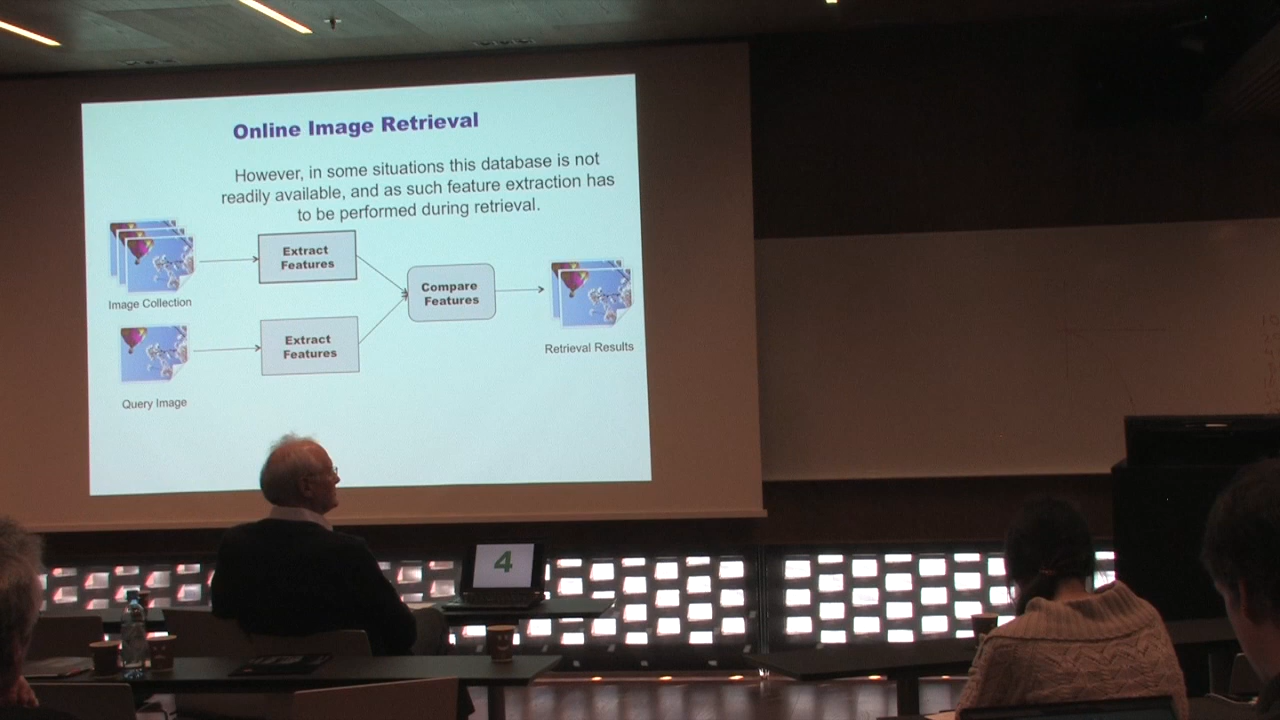 Online Image Retrieval
However, in some situations this database is not
readily available, and as such feature extraction has
to be performed during retrieval.
Extract
Features
Compare
Features
Image Collection
Extract
Features
Retrieval Results
Query Image
4